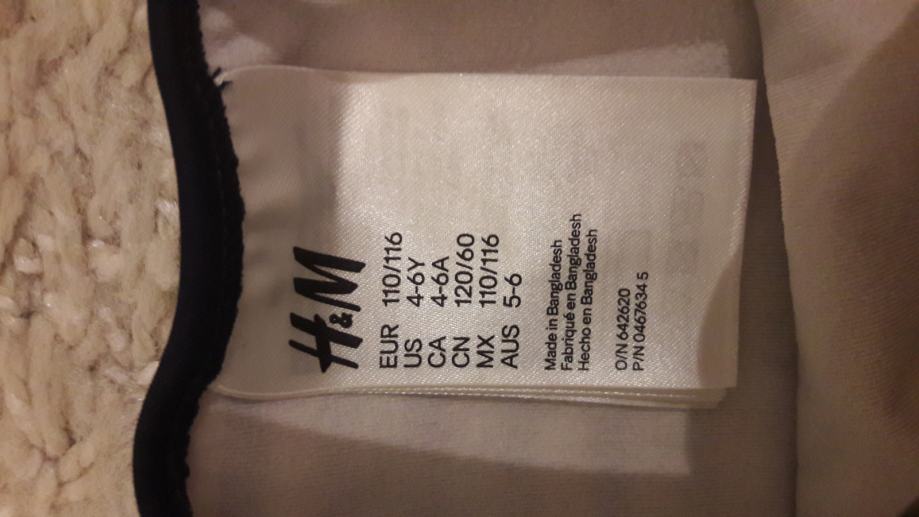 H&M
EUR 110/116
US 4-6Y
CA 4-6A
CN 120/60
MX 110/116
AUS 5-6
Made in Bangladesh
Fabriqué en Bangladesh
Hecho en Bangladesh
O/N 642620
P/N 0467634 5